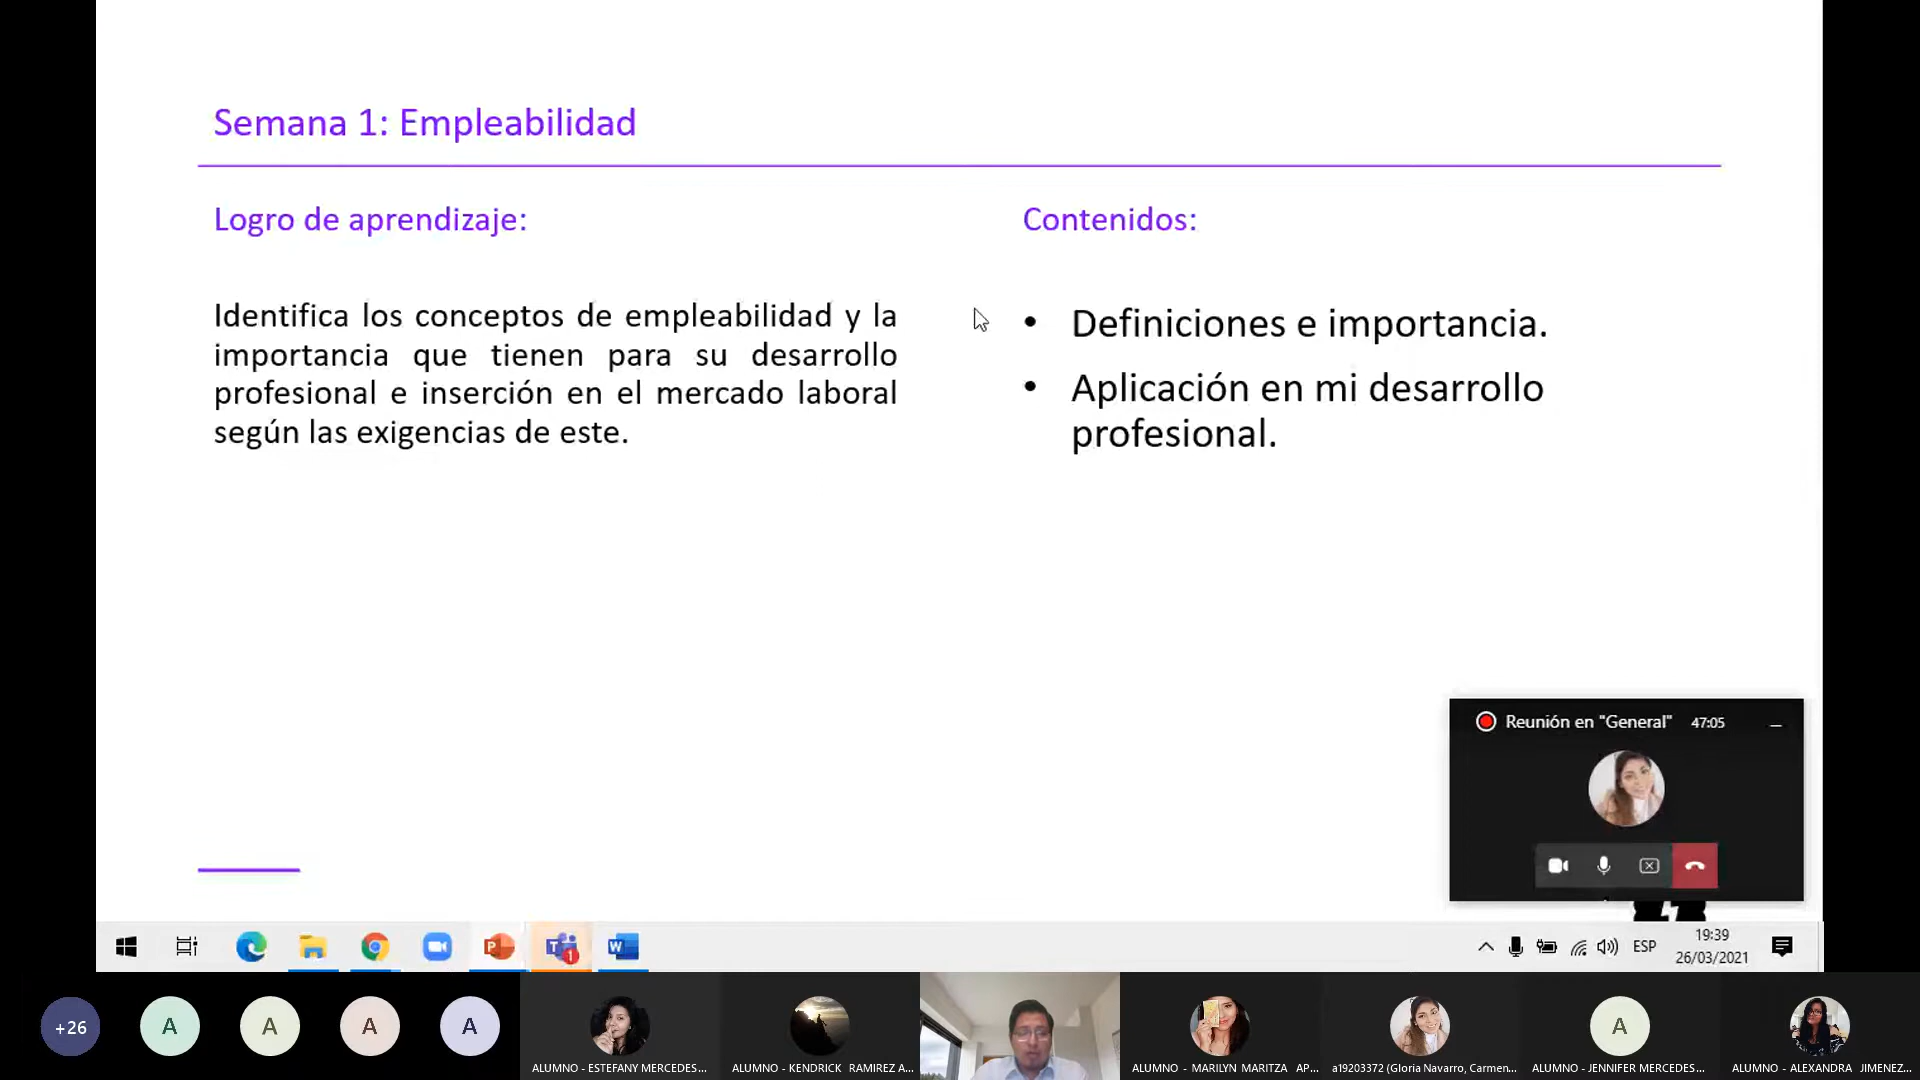 Semana 1: Empleabilidad
Logro de aprendizaje:
Identifica los conceptos de empleabilidad y la
importancia que tienen para su desarrollo
profesional e inserción en el mercado laboral
según las exigencias de este.
Contenidos:
• Definiciones e importancia.
• Aplicación en mi desarrollo
profesional.
Reunión en "General" 47:05
ESP
19:39
26/03/2021
+26
A
A
A
A
ALUMNO - ESTEFANY MERCEDES...
ALUMNO - KENDRICK RAMIREZ A...
ALUMNO - MARILYN MARITZA AP...
a19203372 (Gloria Navarro, Carmen...
A
ALUMNO - JENNIFER MERCEDES...
ALUMNO - ALEXANDRA JIMENEZ...